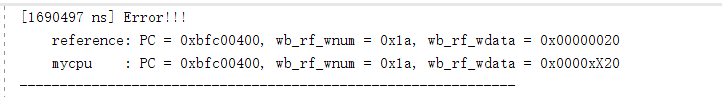 [1690497 ns] Error!!!
reference: PC = 0xbfc00400, wb_rf_wnum = 0x1a, wb_rf_wdata = 0x00000020
mycpu    : PC = 0xbfc00400, wb_rf_wnum = 0x1a, wb_rf_wdata = 0x0000xX20
--------------------------------------------------------------